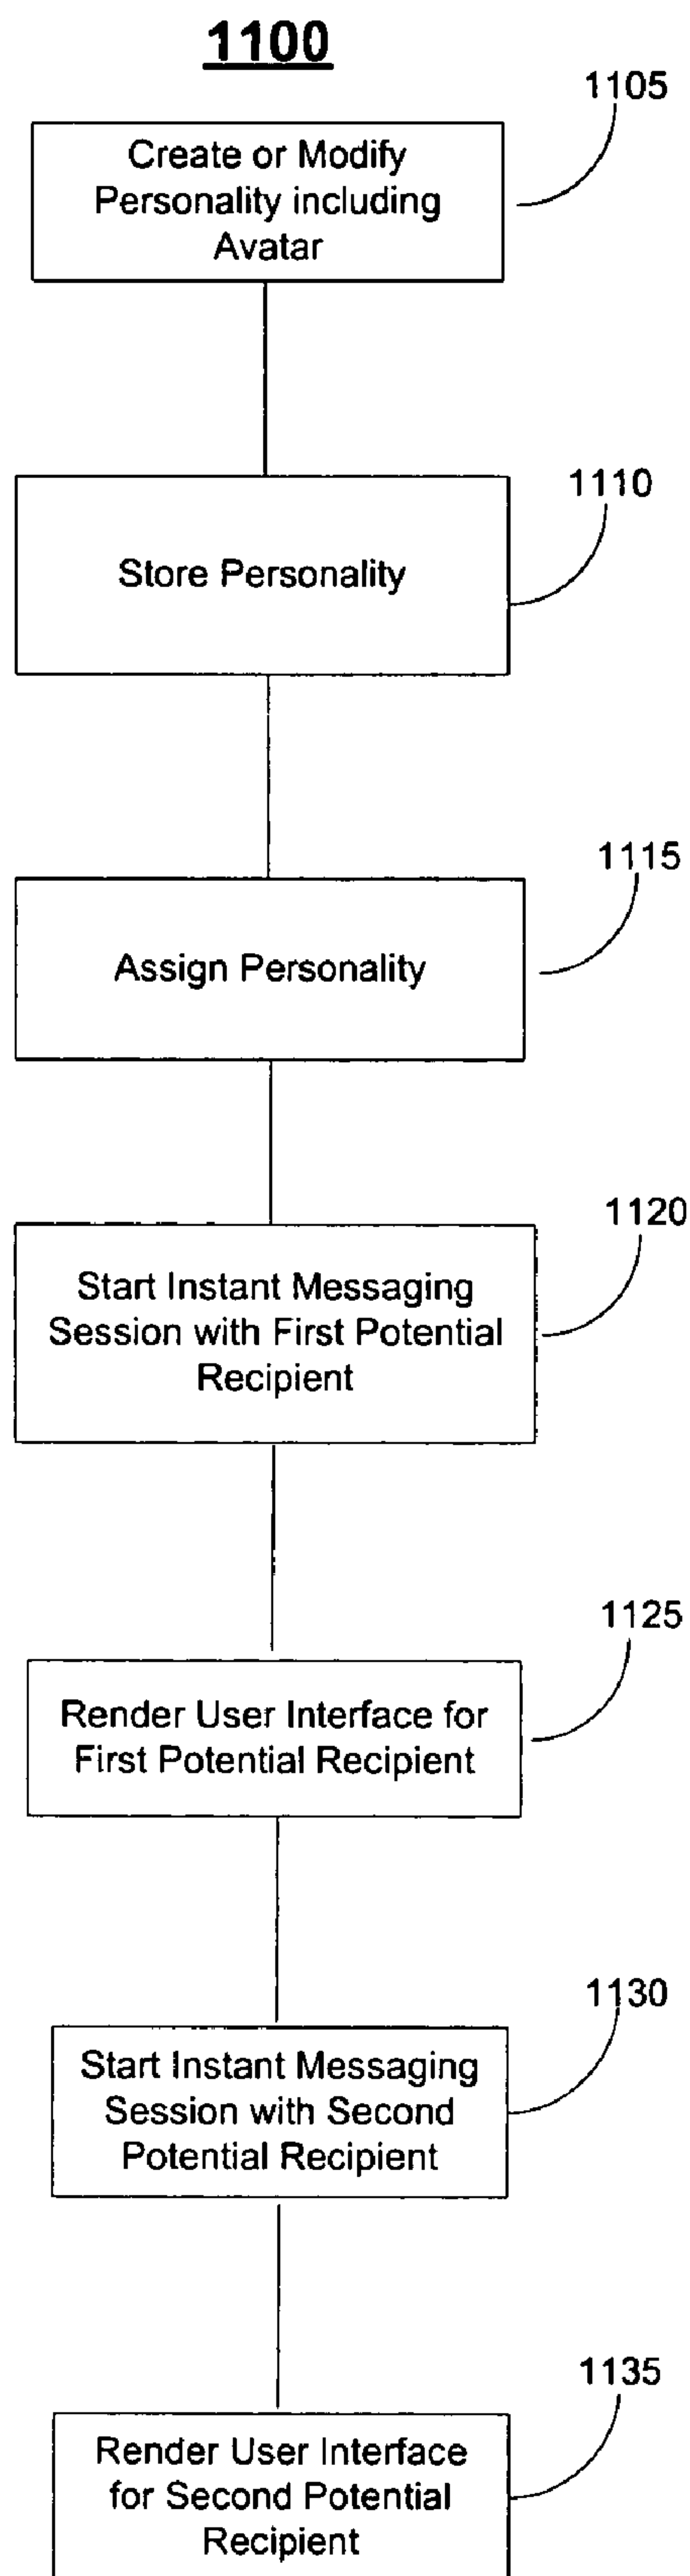 1100
1105
Create or Modify
Personality including
Avatar
1110
Store Personality
1115
Assign Personality
1120
Start Instant Messaging
Session with First Potential
Recipient
1125
Render User Interface for
First Potential Recipient
1130
Start Instant Messaging
Session with Second
Potential Recipient
1135
Render User Interface
for Second Potential
Recipient